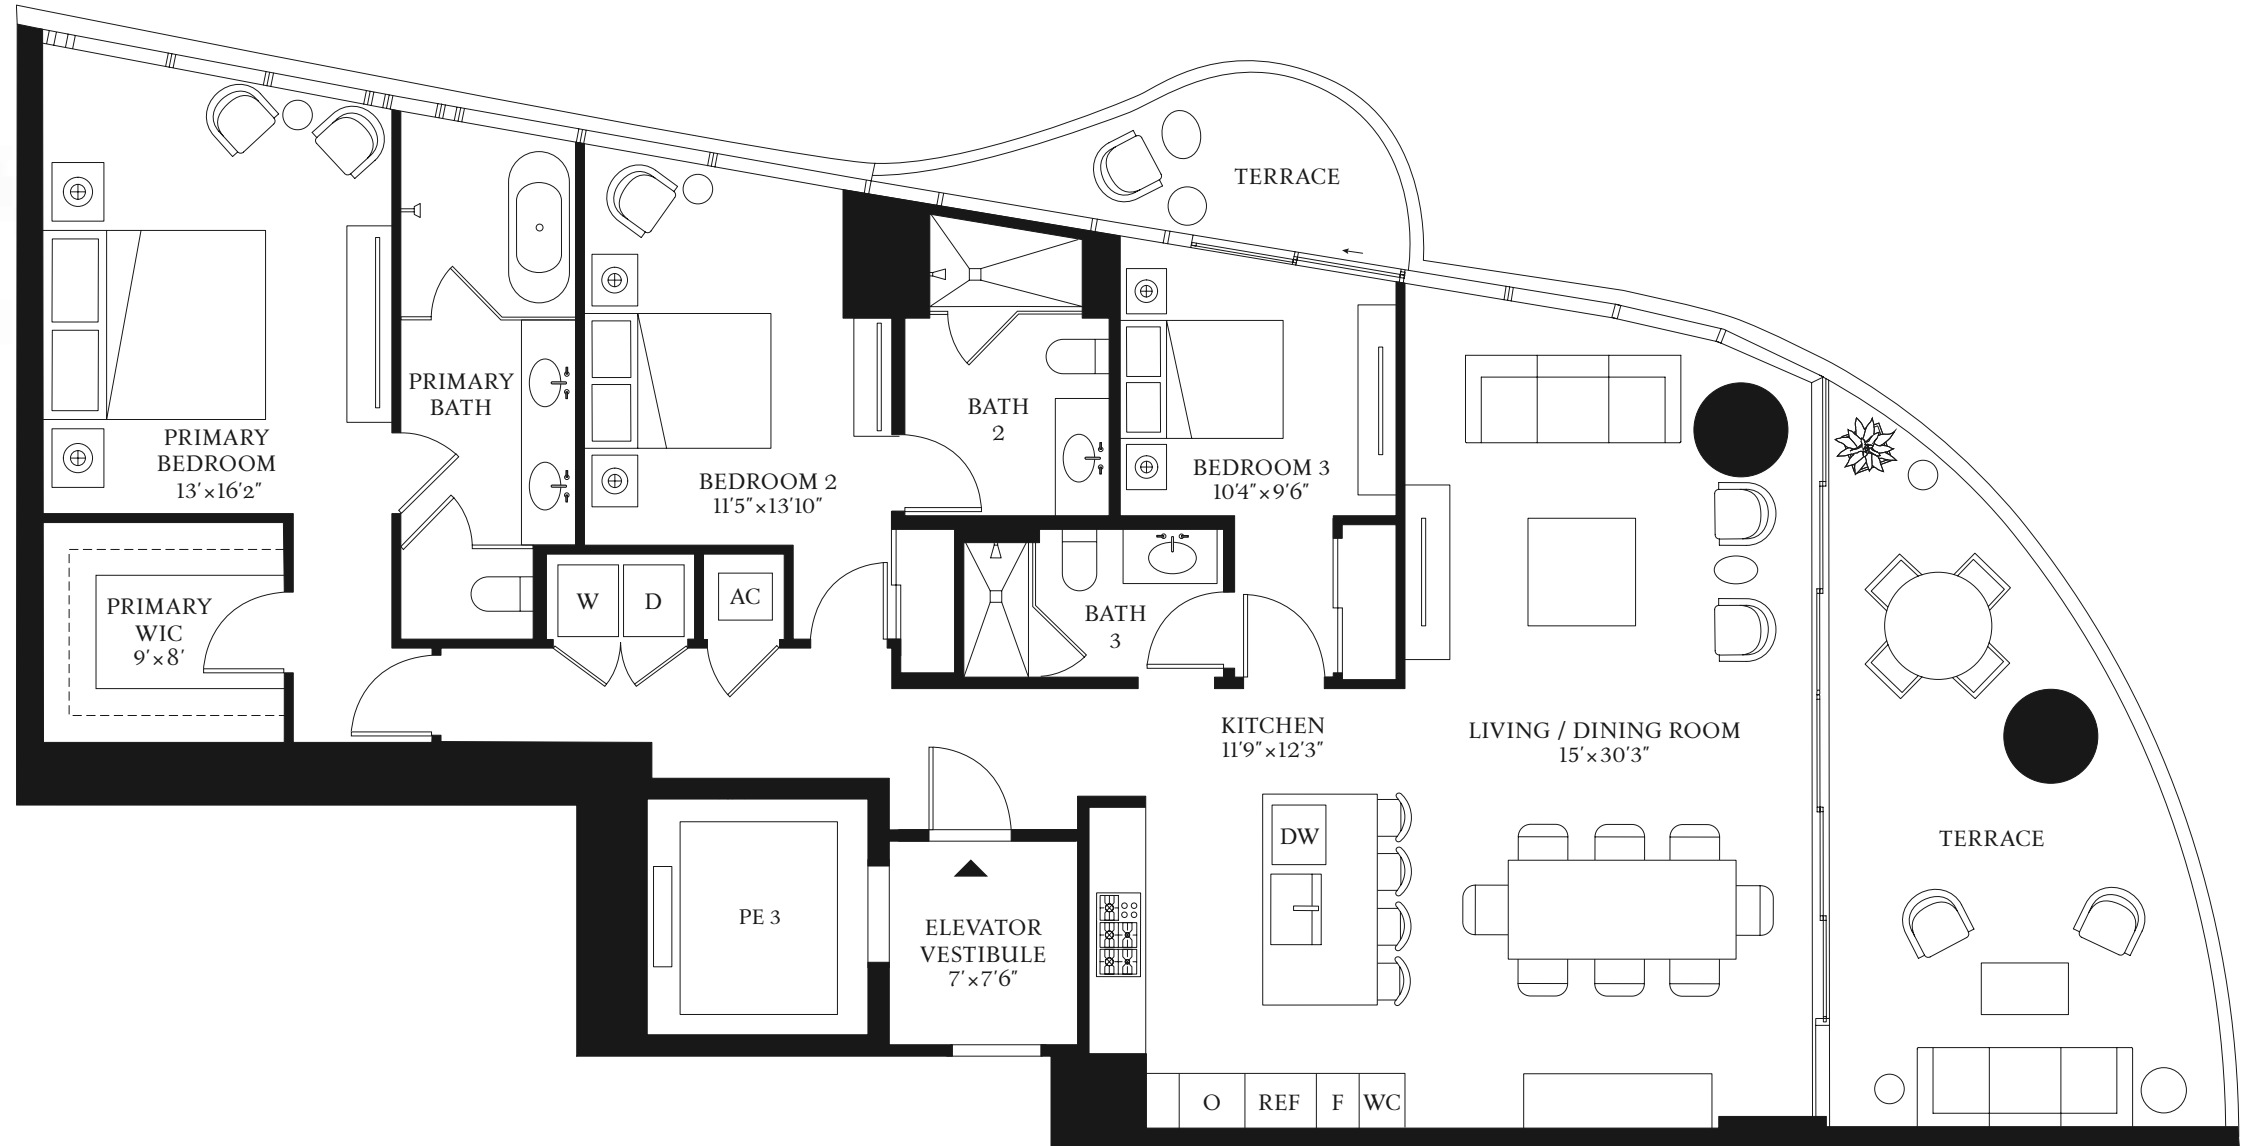 TERRACE
PRIMARY
BEDROOM
13'×16'2"
PRIMARY
BATH
BEDROOM 2
11'5"×13'10"
BATH
2
BEDROOM 3
10'4"×9'6"
PRIMARY
WIC
9'×8'
W
D
AC
BATH
3
KITCHEN
11'9"×12'3"
LIVING / DINING ROOM
15'×30'3"
DW
TERRACE
PE 3
ELEVATOR
VESTIBULE
7'×7'6"
O
REF
F
WC